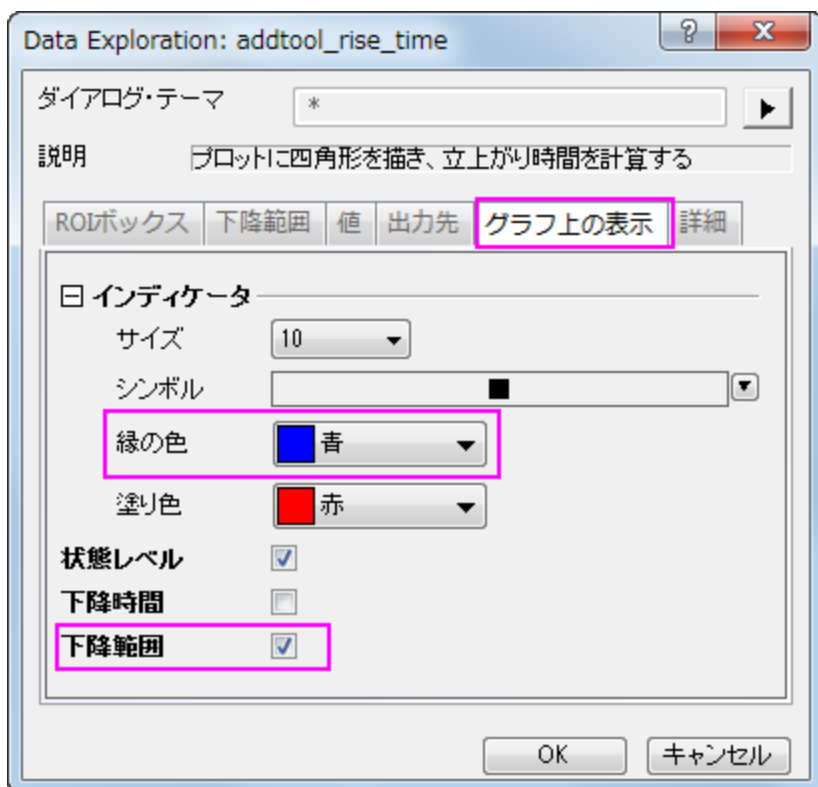 Data Exploration: addtool_rise_time
ダイアログ・テーマ *
説明 プロットに四角形を描き、立上がり時間を計算する
ROIボックス 下降範囲 値 出力先 グラフ上の表示 詳細
インディケータ
サイズ 10
シンボル
縁の色 青
塗り色 赤
状態レベル
下降時間
下降範囲
OK キャンセル